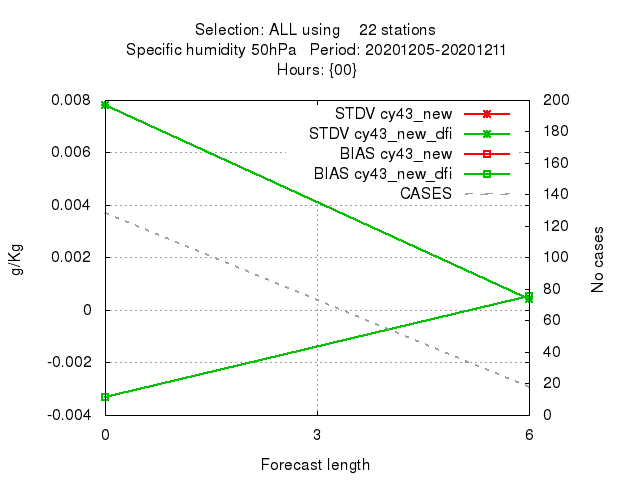 Selection: ALL using 22 stations
Specific humidity 50hPa Period: 20201205-20201211
Hours: {00}
0.008
0.006
0.004
0.002
0
-0.002
-0.004
g/Kg
STDV cy43_new
STDV cy43_new_dfi
BIAS cy43_new
BIAS cy43_new_dfi
CASES
200
180
160
140
120
100
80
60
40
20
0
No cases
0 3 6
Forecast length